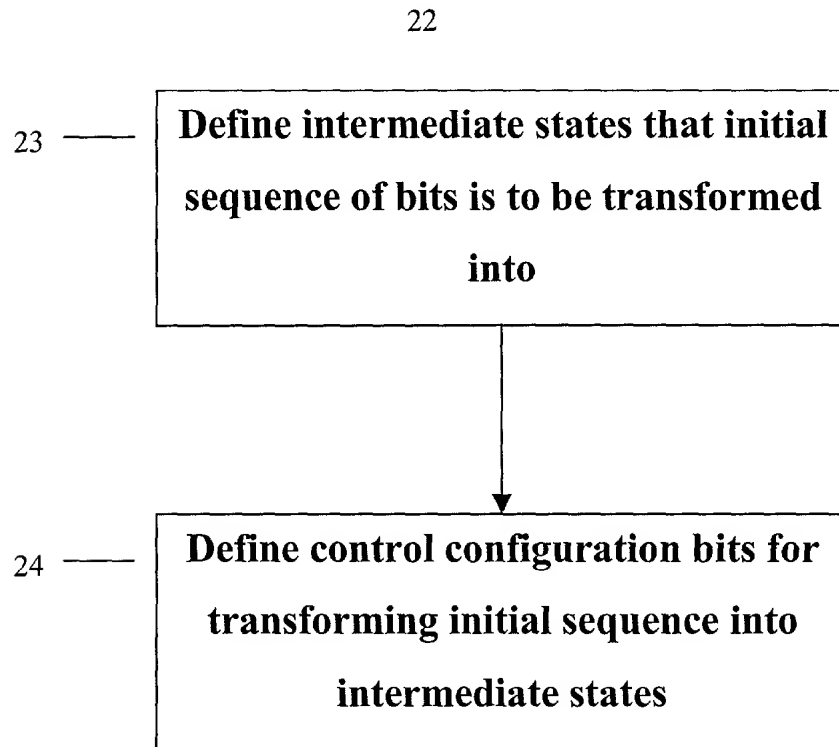 22
23
Define intermediate states that initial
sequence of bits is to be transformed
into
24
Define control configuration bits for
transforming initial sequence into
intermediate states